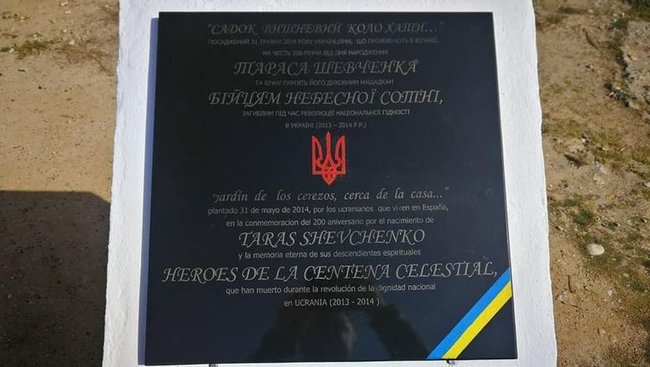 "САДОК ВИШНЕВИЙ КОЛО ХАТИ..."
ПОСАДЖЕНИЙ 31 ТРАВНЯ 2014 РОКУ УКРАЇНЦЯМИ, ЩО ПРОЖИВАЮТЬ В ІСПАНІЇ,
НА ЧЕСТЬ 200-РІЧЧЯ ВІД ДНЯ НАРОДЖЕННЯ
ТАРАСА ШЕВЧЕНКА
ТА ВІЧНУ ПАМ'ЯТЬ ЙОГО ДУХОВНИМ НАЩАДКАМ
БІЙЦЯМ НЕБЕСНОЇ СОТНІ,
ЗАГИБЛИМ ПІД ЧАС РЕВОЛЮЦІЇ НАЦІОНАЛЬНОЇ ГІДНОСТІ
В УКРАЇНІ (2013 – 2014 Р.Р.)
"Jardín de los cerezos, cerca de la casa..."
plantado 31 de mayo de 2014, por los ucranianos que viven en España,
en la conmemoracion del 200 aniversario por el nacimiento de
TARAS SHEVCHENKO
y la memoria eterna de sus descendientes espirituales
HEROES DE LA CENTENA CELESTIAL,
que han muerto durante la revolución de la dignidad nacional
en UCRANIA (2013 - 2014 )